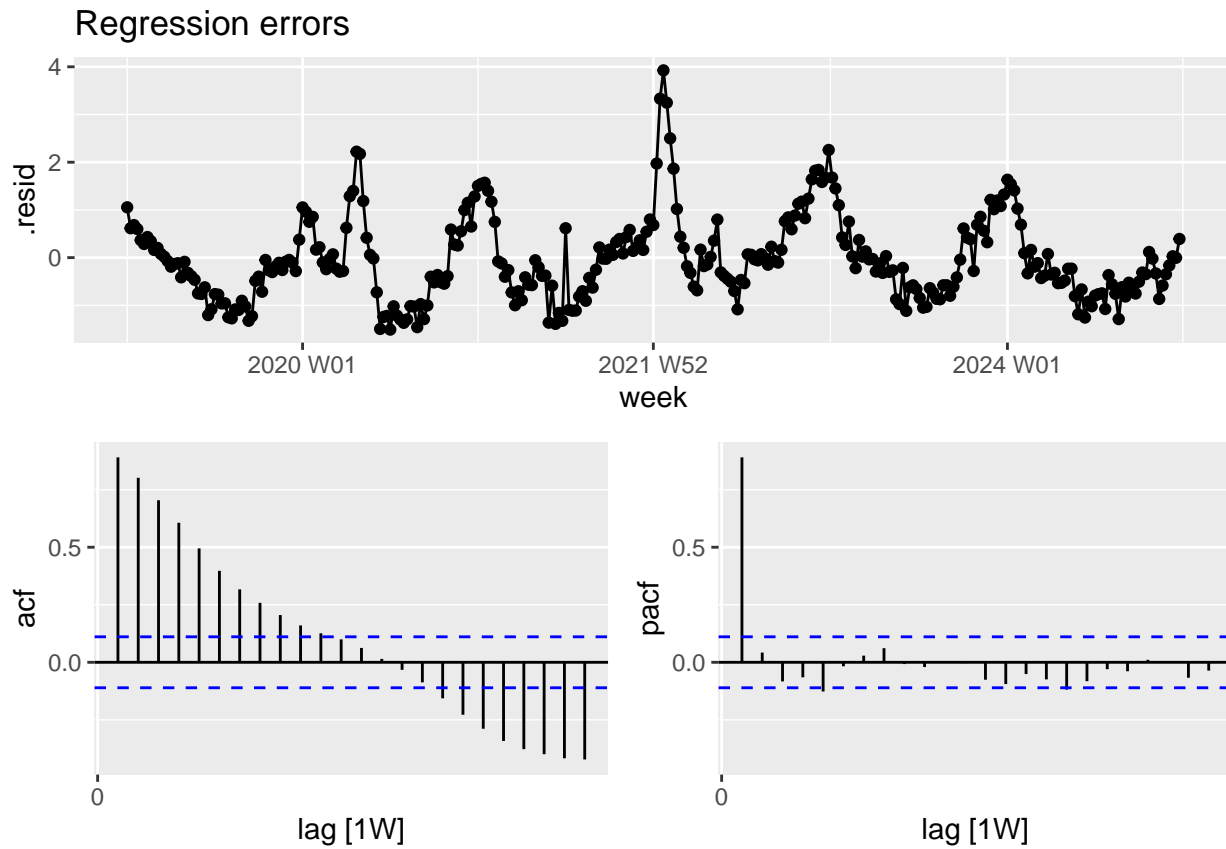 Regression errors
4
2
0
.resid
2020 W01
2021 W52
2024 W01
week
0.5
0.0
acf
0
lag [1W]
0.5
0.0
pacf
0
lag [1W]